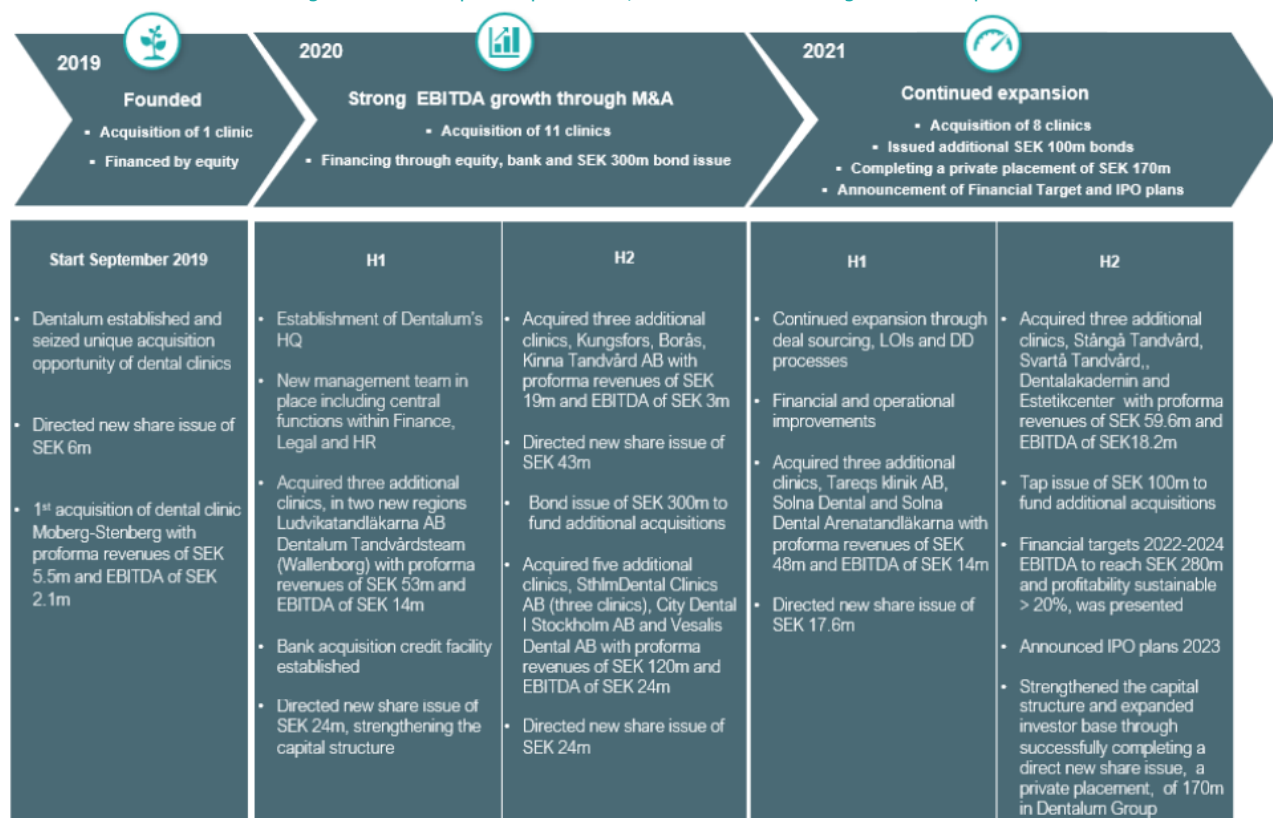 2019
Founded
▪ Acquisition of 1 clinic
▪ Financed by equity
2020
Strong EBITDA growth through M&A
▪ Acquisition of 11 clinics
▪ Financing through equity, bank and SEK 300m bond issue
2021
Continued expansion
▪ Acquisition of 8 clinics
▪ Issued additional SEK 100m bonds
▪ Completing a private placement of SEK 170m
▪ Announcement of Financial Target and IPO plans
Start September 2019
• Dentalum established and
seized unique acquisition
opportunity of dental clinics
• Directed new share issue of
SEK 6m
• 1st acquisition of dental clinic
Moberg-Stenberg with
proforma revenues of SEK
5.5m and EBITDA of SEK
2.1m
H1
• Establishment of Dentalum's
HQ
• New management team in
place including central
functions within Finance,
Legal and HR
• Acquired three additional
clinics, in two new regions
Ludvikatandläkarna AB
Dentalum Tandvårdsteam
(Wallenborg) with proforma
revenues of SEK 53m and
EBITDA of SEK 14m
• Bank acquisition credit facility
established
• Directed new share issue of
SEK 24m, strengthening the
capital structure
H2
• Acquired three additional
clinics, Kungsfors, Borås,
Kinna Tandvård AB with
proforma revenues of SEK
19m and EBITDA of SEK 3m
• Directed new share issue of
SEK 43m
• Bond issue of SEK 300m to
fund additional acquisitions
• Acquired five additional
clinics, SthlmDental Clinics
AB (three clinics), City Dental
I Stockholm AB and Vesalis
Dental AB with proforma
revenues of SEK 120m and
EBITDA of SEK 24m
• Directed new share issue of
SEK 24m
H1
• Continued expansion through
deal sourcing, LOIs and DD
processes
• Financial and operational
improvements
• Acquired three additional
clinics, Tareqs klinik AB,
Solna Dental and Solna
Dental Arenatandläkarna with
proforma revenues of SEK
48m and EBITDA of SEK 14m
• Directed new share issue of
SEK 17.6m
H2
• Acquired three additional
clinics, Stångå Tandvård,
Svartå Tandvård,,
Dentalakademin and
Estetikcenter with proforma
revenues of SEK 59.6m and
EBITDA of SEK18.2m
• Tap issue of SEK 100m to
fund additional acquisitions
• Financial targets 2022-2024
EBITDA to reach SEK 280m
and profitability sustainable
> 20%, was presented
• Announced IPO plans 2023
• Strengthened the capital
structure and expanded
investor base through
successfully completing a
direct new share issue, a
private placement, of 170m
in Dentalum Group